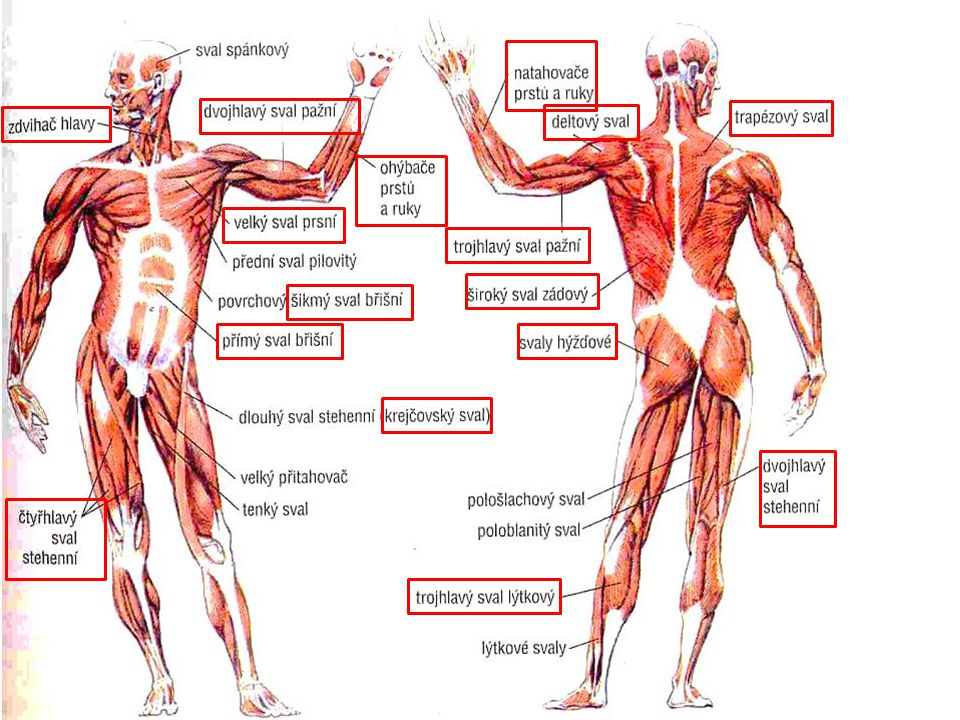 sval spánkový
zdvihač hlavy
dvojhlavý sval pažní
ohýbače
prstů
a ruky
velký sval prsní
přední sval pilovitý
povrchový šikmý sval břišní
přímý sval břišní
dlouhý sval stehenní (krejčovský sval)
velký přitahovač
tenký sval
čtyřhlavý
sval
stehenní
natahovače
prstů a ruky
deltový sval
trapézový sval
trojhlavý sval pažní
široký sval zádový
svaly hýžďové
dvojhlavý
sval
stehenní
pološlachový sval
poloblanitý sval
trojhlavý sval lýtkový
lýtkové svaly